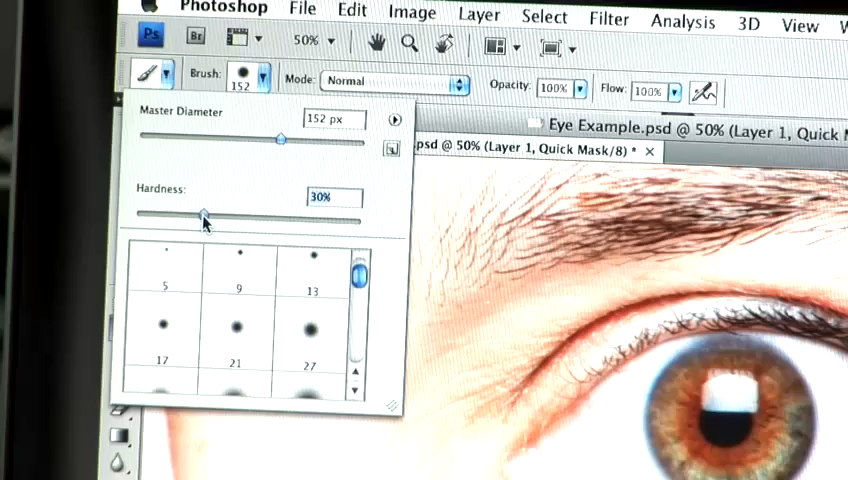 Photoshop File Edit Image Layer Select Filter Analysis 3D View
Ps Br 50%
Brush: 152 Mode: Normal Opacity: 100% Flow: 100%
Master Diameter 152 px
Eye Example.psd @ 50% (Layer 1, Quick M
.psd @ 50% (Layer 1, Quick Mask/8) * ×
Hardness: 30%
5 9 13
17 21 27